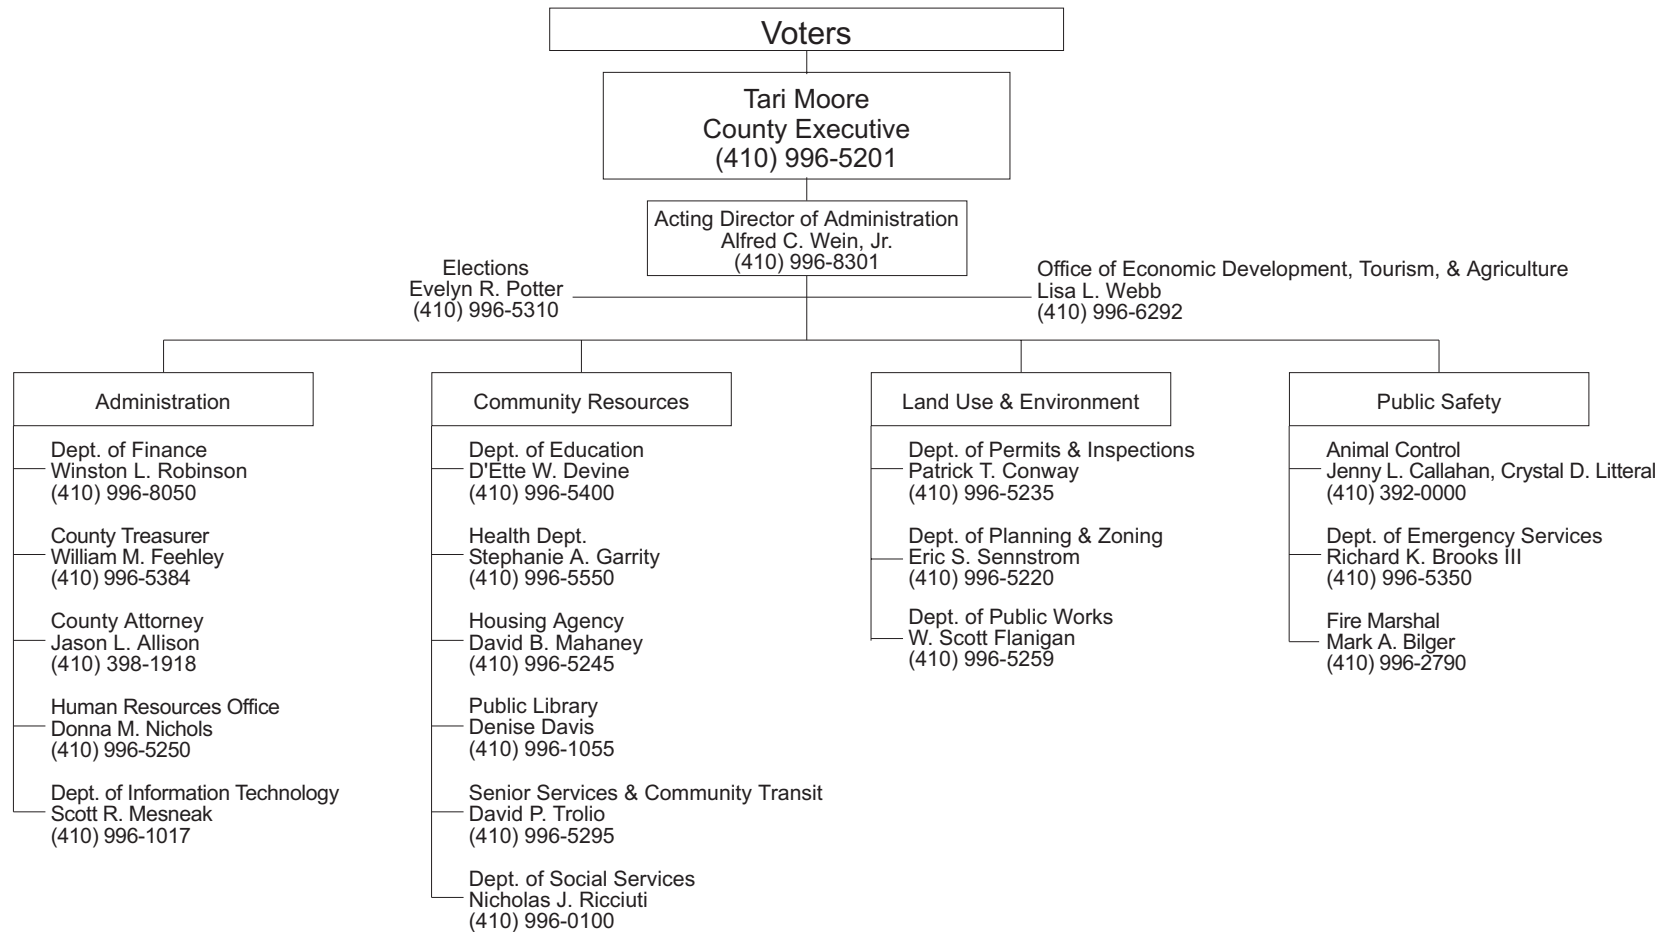 Voters
Tari Moore
County Executive
(410) 996-5201
Acting Director of Administration
Alfred C. Wein, Jr.
(410) 996-8301
Elections
Evelyn R. Potter
(410) 996-5310
Office of Economic Development, Tourism, & Agriculture
Lisa L. Webb
(410) 996-6292
Administration
Dept. of Finance
Winston L. Robinson
(410) 996-8050
County Treasurer
William M. Feehley
(410) 996-5384
County Attorney
Jason L. Allison
(410) 398-1918
Human Resources Office
Donna M. Nichols
(410) 996-5250
Dept. of Information Technology
Scott R. Mesneak
(410) 996-1017
Community Resources
Dept. of Education
D'Ette W. Devine
(410) 996-5400
Health Dept.
Stephanie A. Garrity
(410) 996-5550
Housing Agency
David B. Mahaney
(410) 996-5245
Public Library
Denise Davis
(410) 996-1055
Senior Services & Community Transit
David P. Trolio
(410) 996-5295
Dept. of Social Services
Nicholas J. Ricciuti
(410) 996-0100
Land Use & Environment
Dept. of Permits & Inspections
Patrick T. Conway
(410) 996-5235
Dept. of Planning & Zoning
Eric S. Sennstrom
(410) 996-5220
Dept. of Public Works
W. Scott Flanigan
(410) 996-5259
Public Safety
Animal Control
Jenny L. Callahan, Crystal D. Litteral
(410) 392-0000
Dept. of Emergency Services
Richard K. Brooks III
(410) 996-5350
Fire Marshal
Mark A. Bilger
(410) 996-2790